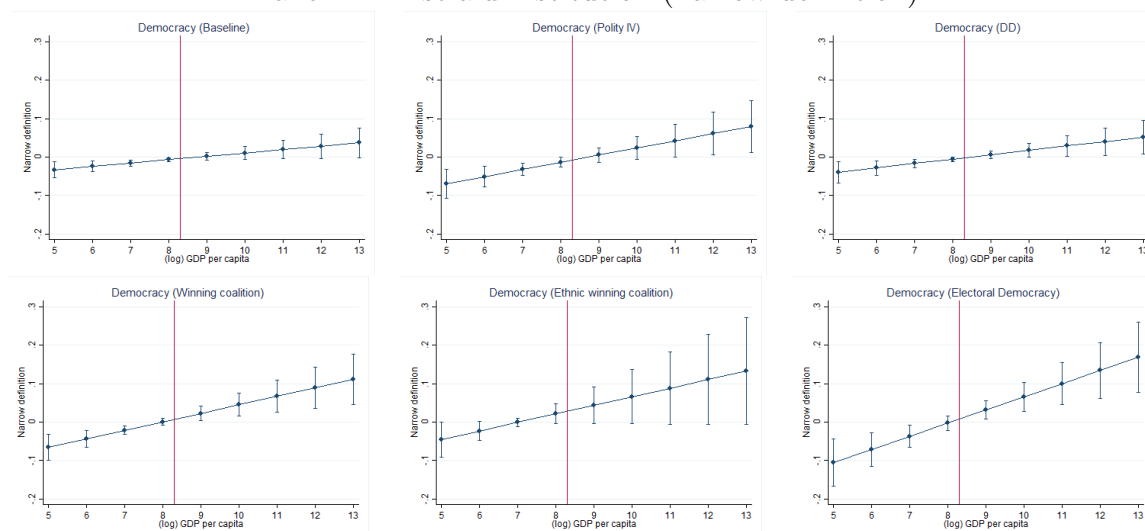 Democracy (Baseline)
Narrow definition
.3
.2
.1
0
-.1
-.2
5 6 7 8 9 10 11 12 13
(log) GDP per capita
Democracy (Polity IV)
Narrow definition
.3
.2
.1
0
-.1
-.2
5 6 7 8 9 10 11 12 13
(log) GDP per capita
Democracy (DD)
Narrow definition
.3
.2
.1
0
-.1
-.2
5 6 7 8 9 10 11 12 13
(log) GDP per capita
Democracy (Winning coalition)
Narrow definition
.3
.2
.1
0
-.1
-.2
5 6 7 8 9 10 11 12 13
(log) GDP per capita
Democracy (Ethnic winning coalition)
Narrow definition
.3
.2
.1
0
-.1
-.2
5 6 7 8 9 10 11 12 13
(log) GDP per capita
Democracy (Electoral Democracy)
Narrow definition
.3
.2
.1
0
-.1
-.2
5 6 7 8 9 10 11 12 13
(log) GDP per capita